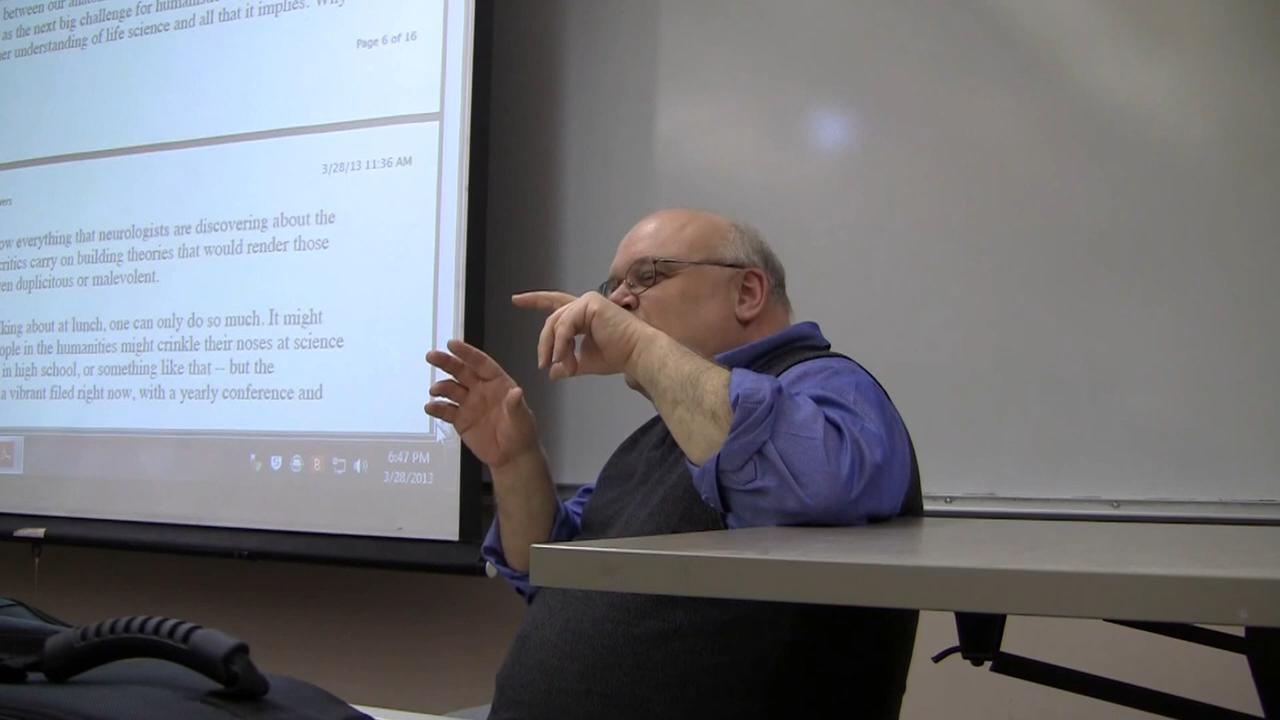 between our
as the next big challenge for
understanding of life science and all that it implies. Why
Page 6 of 16
3/28/13 11:36 AM
everything that neurologists are discovering about the
critics carry on building theories that would render those
duplicitous or malevolent.
about at lunch, one can only do so much. It might
in the humanities might crinkle their noses at science
in high school, or something like that -- but the
a vibrant filed right now, with a yearly conference and
B
6:47 PM
3/28/2013